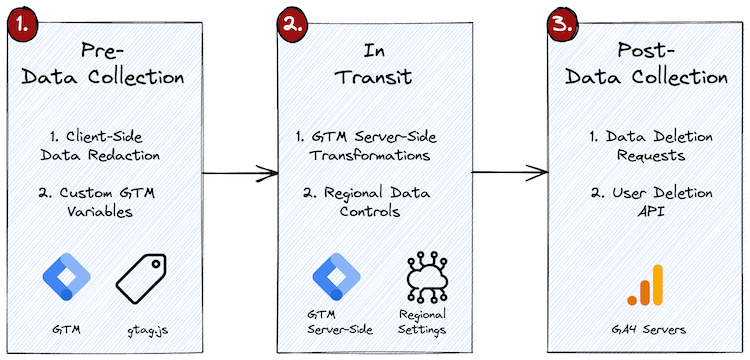 1.
Pre-
Data Collection
1. Client-Side
Data Redaction
2. Custom GTM
Variables
GTM
gtag.js
2.
In
Transit
1. GTM Server-Side
Transformations
2. Regional Data
Controls
GTM
Server-Side
Regional
Settings
3.
Post-
Data Collection
1. Data Deletion
Requests
2. User Deletion
API
GA4 Servers